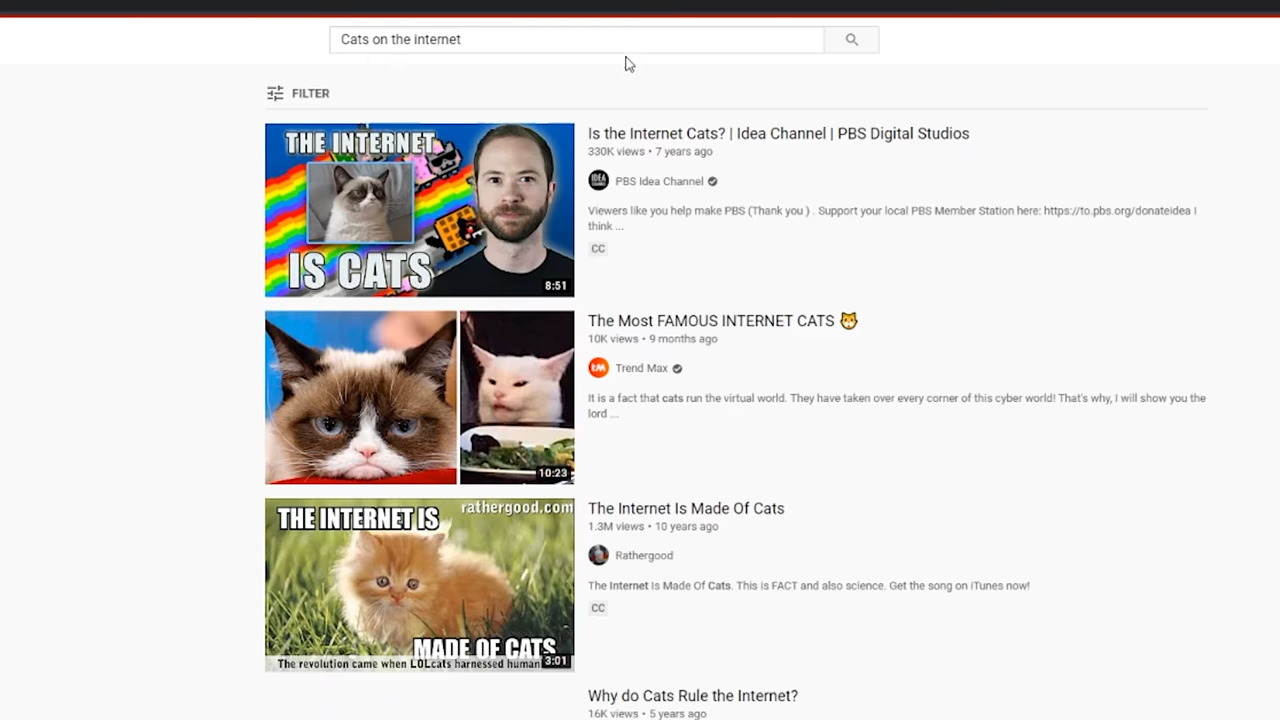 Cats on the internet
FILTER
THE INTERNET
IS CATS
8:51
Is the Internet Cats? | Idea Channel | PBS Digital Studios
330K views • 7 years ago
IDEA CHANNEL
PBS Idea Channel
Viewers like you help make PBS (Thank you ) . Support your local PBS Member Station here: https://to.pbs.org/donateidea I
think ...
CC
10:23
The Most FAMOUS INTERNET CATS 🐱
10K views • 9 months ago
tM
Trend Max
It is a fact that cats run the virtual world. They have taken over every corner of this cyber world! That's why, I will show you the
lord ...
rathergood.com
THE INTERNET IS
MADE OF CATS
The revolution came when LOLcats harnessed human
3:01
The Internet Is Made Of Cats
1.3M views • 10 years ago
Rathergood
The Internet Is Made Of Cats. This is FACT and also science. Get the song on iTunes now!
CC
Why do Cats Rule the Internet?
16K views • 5 years ago